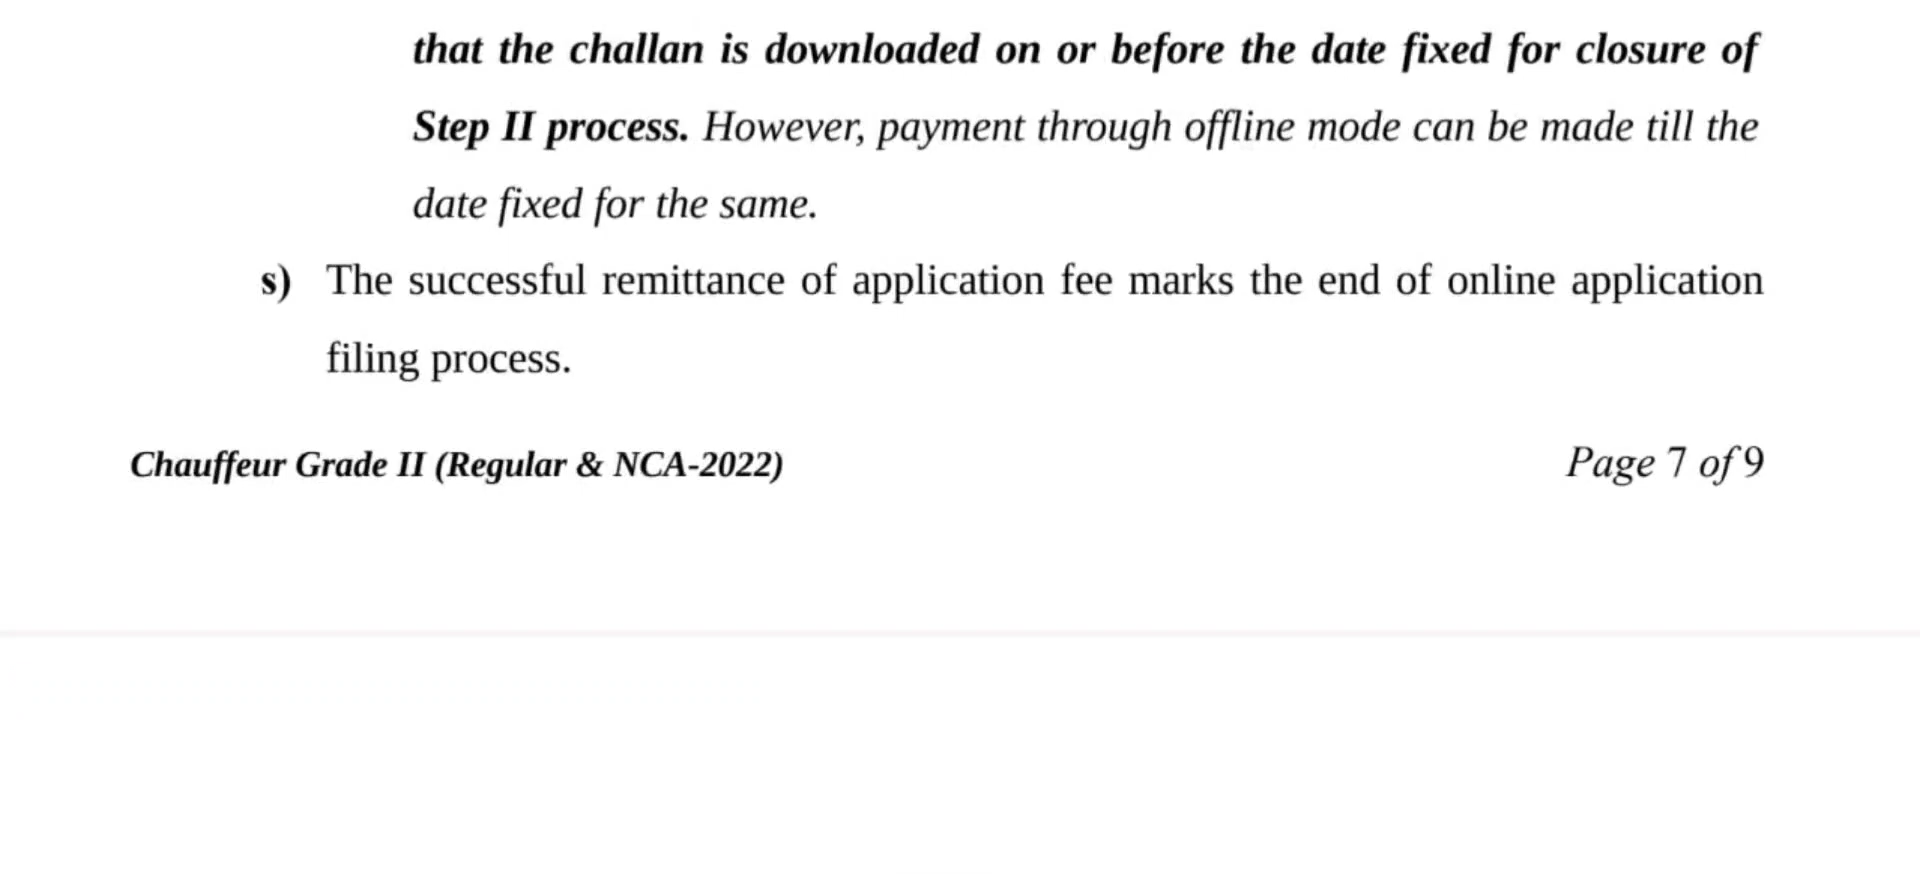 that the challan is downloaded on or before the date fixed for closure of
Step II process. However, payment through offline mode can be made till the
date fixed for the same.
s) The successful remittance of application fee marks the end of online application
filing process.
Chauffeur Grade II (Regular & NCA-2022) Page 7 of 9